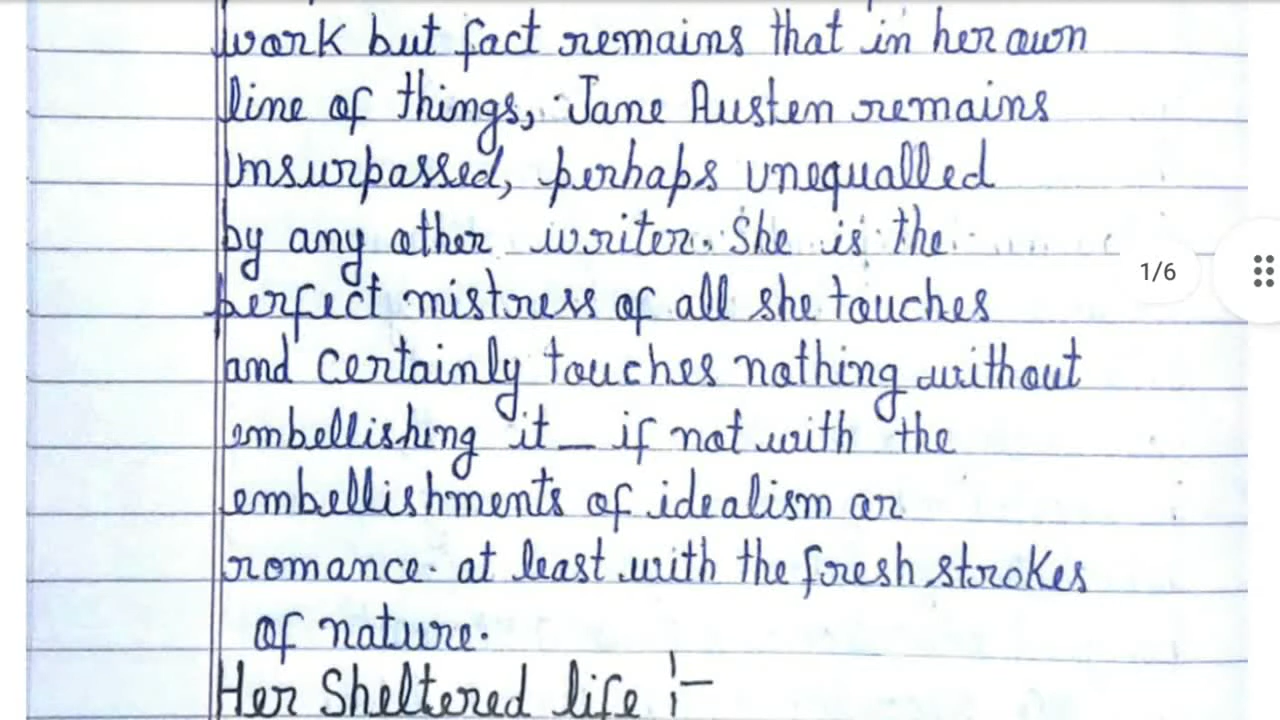 work but fact remains that in her own
line of things, Jane Austen remains
unsurpassed, perhaps unequalled
by any other writer. She is the
1/6
perfect mistress of all she touches
and certainly touches nothing without
embellishing it _ if not with the
embellishments of idealism or
romance. at least with the fresh strokes
of nature.
Her Sheltered life :-